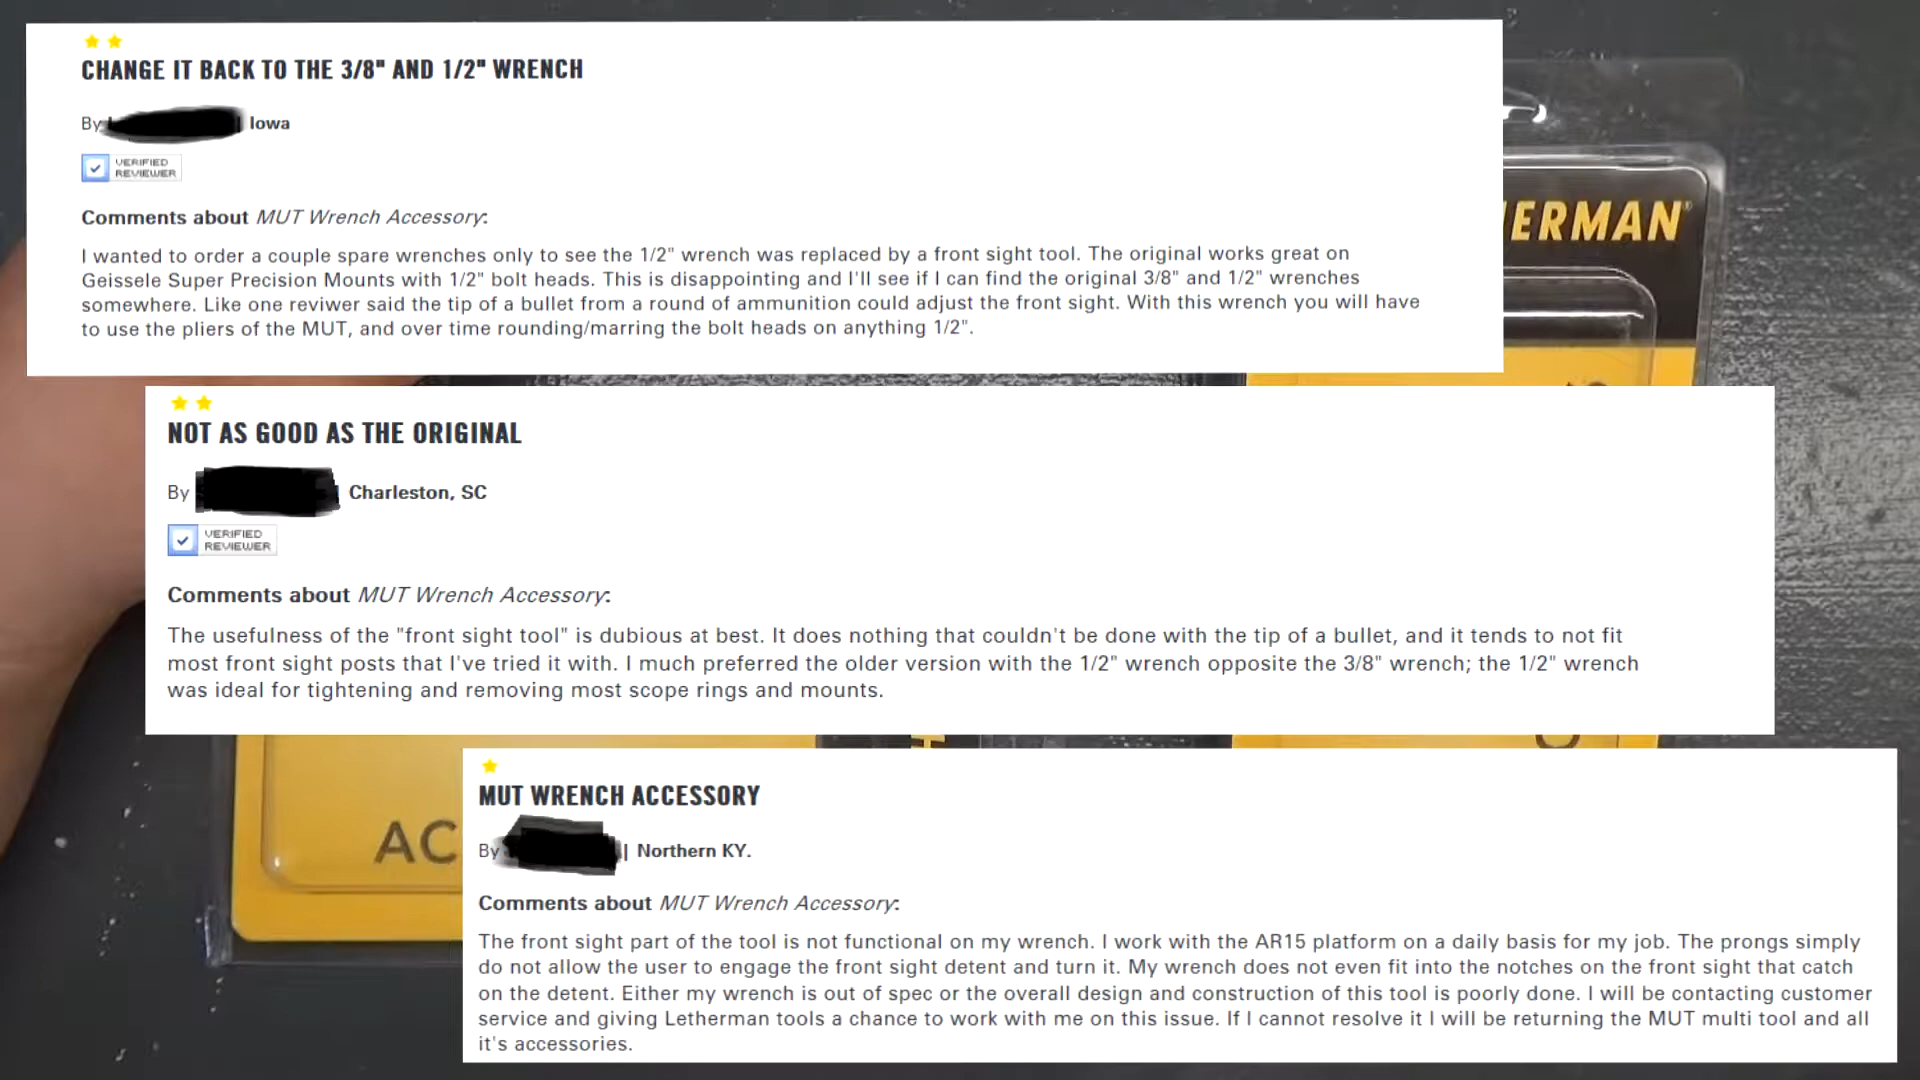 CHANGE IT BACK TO THE 3/8" AND 1/2" WRENCH
By Iowa
VERIFIED
REVIEWER
Comments about MUT Wrench Accessory:
I wanted to order a couple spare wrenches only to see the 1/2" wrench was replaced by a front sight tool. The original works great on
Geissele Super Precision Mounts with 1/2" bolt heads. This is disappointing and I'll see if I can find the original 3/8" and 1/2" wrenches
somewhere. Like one reviwer said the tip of a bullet from a round of ammunition could adjust the front sight. With this wrench you will have
to use the pliers of the MUT, and over time rounding/marring the bolt heads on anything 1/2".
ERMAN
NOT AS GOOD AS THE ORIGINAL
By Charleston, SC
VERIFIED
REVIEWER
Comments about MUT Wrench Accessory:
The usefulness of the "front sight tool" is dubious at best. It does nothing that couldn't be done with the tip of a bullet, and it tends to not fit
most front sight posts that I've tried it with. I much preferred the older version with the 1/2" wrench opposite the 3/8" wrench; the 1/2" wrench
was ideal for tightening and removing most scope rings and mounts.
AC
MUT WRENCH ACCESSORY
By | Northern KY.
Comments about MUT Wrench Accessory:
The front sight part of the tool is not functional on my wrench. I work with the AR15 platform on a daily basis for my job. The prongs simply
do not allow the user to engage the front sight detent and turn it. My wrench does not even fit into the notches on the front sight that catch
on the detent. Either my wrench is out of spec or the overall design and construction of this tool is poorly done. I will be contacting customer
service and giving Letherman tools a chance to work with me on this issue. If I cannot resolve it I will be returning the MUT multi tool and all
it's accessories.